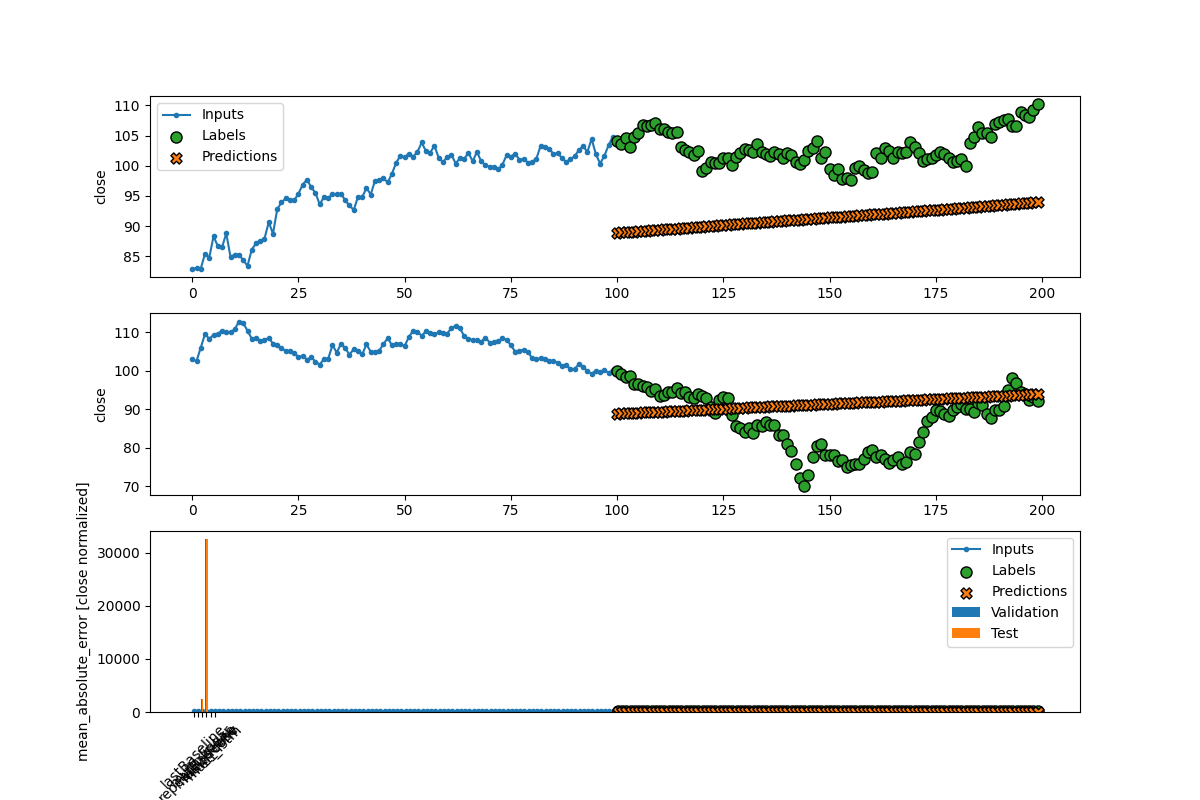 110
105
100
95
90
85
close
Inputs
Labels
Predictions
0 25 50 75 100 125 150 175 200
110
100
90
80
70
close
0 25 50 75 100 125 150 175 200
30000
20000
10000
0
mean_absolute_error [close normalized]
Inputs
Labels
Predictions
Validation
Test
lastBaseline